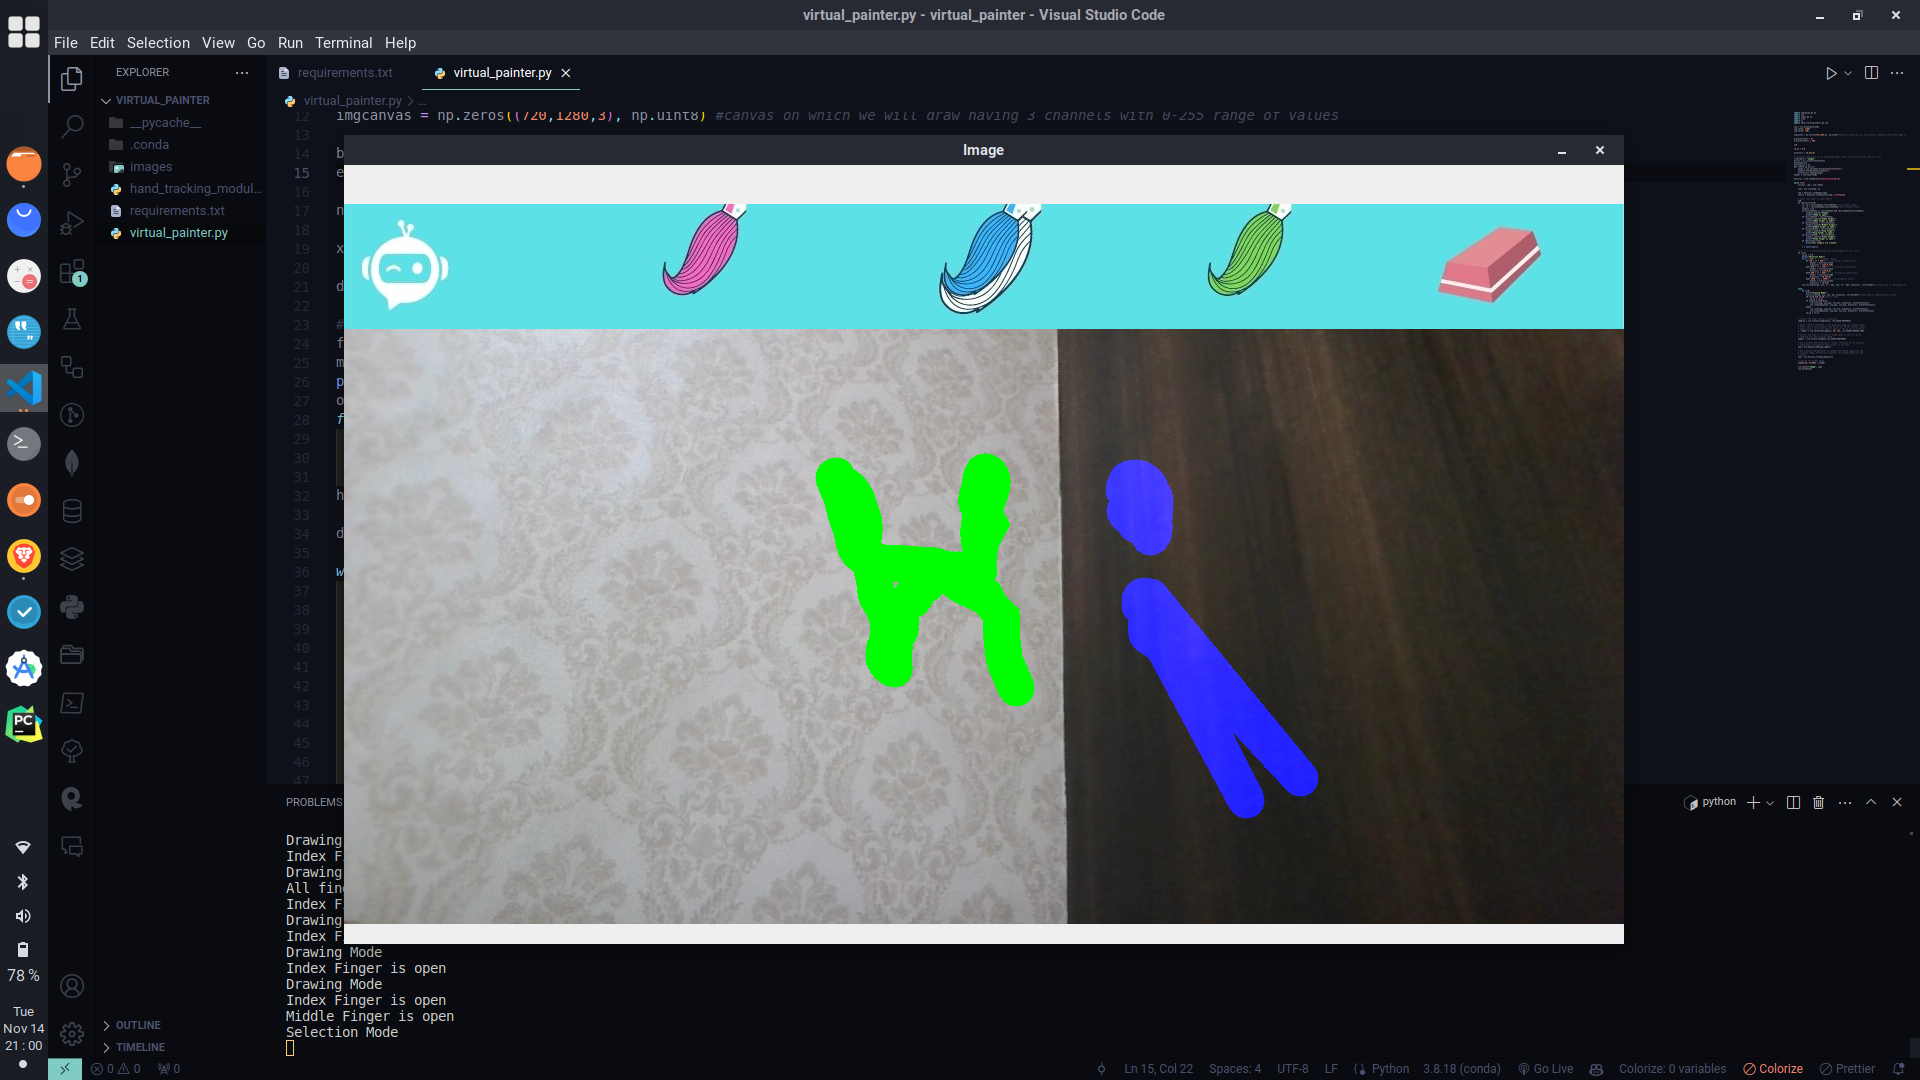 virtual_painter.py - virtual_painter - Visual Studio Code
File Edit Selection View Go Run Terminal Help
EXPLORER
requirements.txt
virtual_painter.py
VIRTUAL_PAINTER
virtual_painter.py > ...
__pycache__
.conda
images
hand_tracking_modul...
requirements.txt
virtual_painter.py
1
12 imgcanvas = np.zeros((720,1280,3), np.uint8) #canvas on which we will draw having 3 channels with 0-255 range of values
13
Image
14 b
15 e
16
17 n
18
19 x
20
21 d
22
23 #
24 f
25 m
26 p
27 o
28 f
29
30
31
32 h
33
34 d
35
36 w
37
38
39
40
41
42
43
44
45
46
47
PC
PROBLEMS
python
Drawing
Index F
Drawing
All fin
Index F
Drawing
Index F
Drawing Mode
Index Finger is open
Drawing Mode
Index Finger is open
Middle Finger is open
Selection Mode
78 %
Tue
Nov 14
21 : 00
OUTLINE
TIMELINE
0 0 0
Ln 15, Col 22 Spaces: 4 UTF-8 LF Python 3.8.18 (conda) Go Live Colorize: 0 variables Colorize Prettier